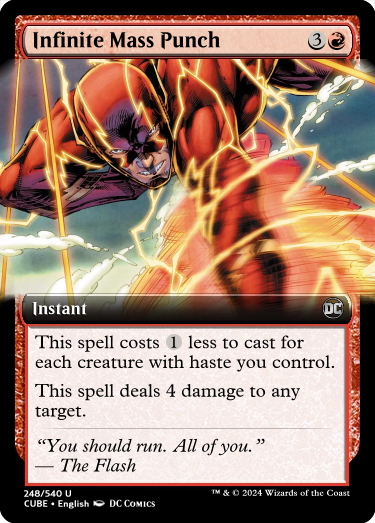 Infinite Mass Punch 3
Instant DC
This spell costs 1 less to cast for
each creature with haste you control.
This spell deals 4 damage to any
target.
“You should run. All of you.”
— The Flash
248/540 U
CUBE • English DC Comics
™ & © 2024 Wizards of the Coast